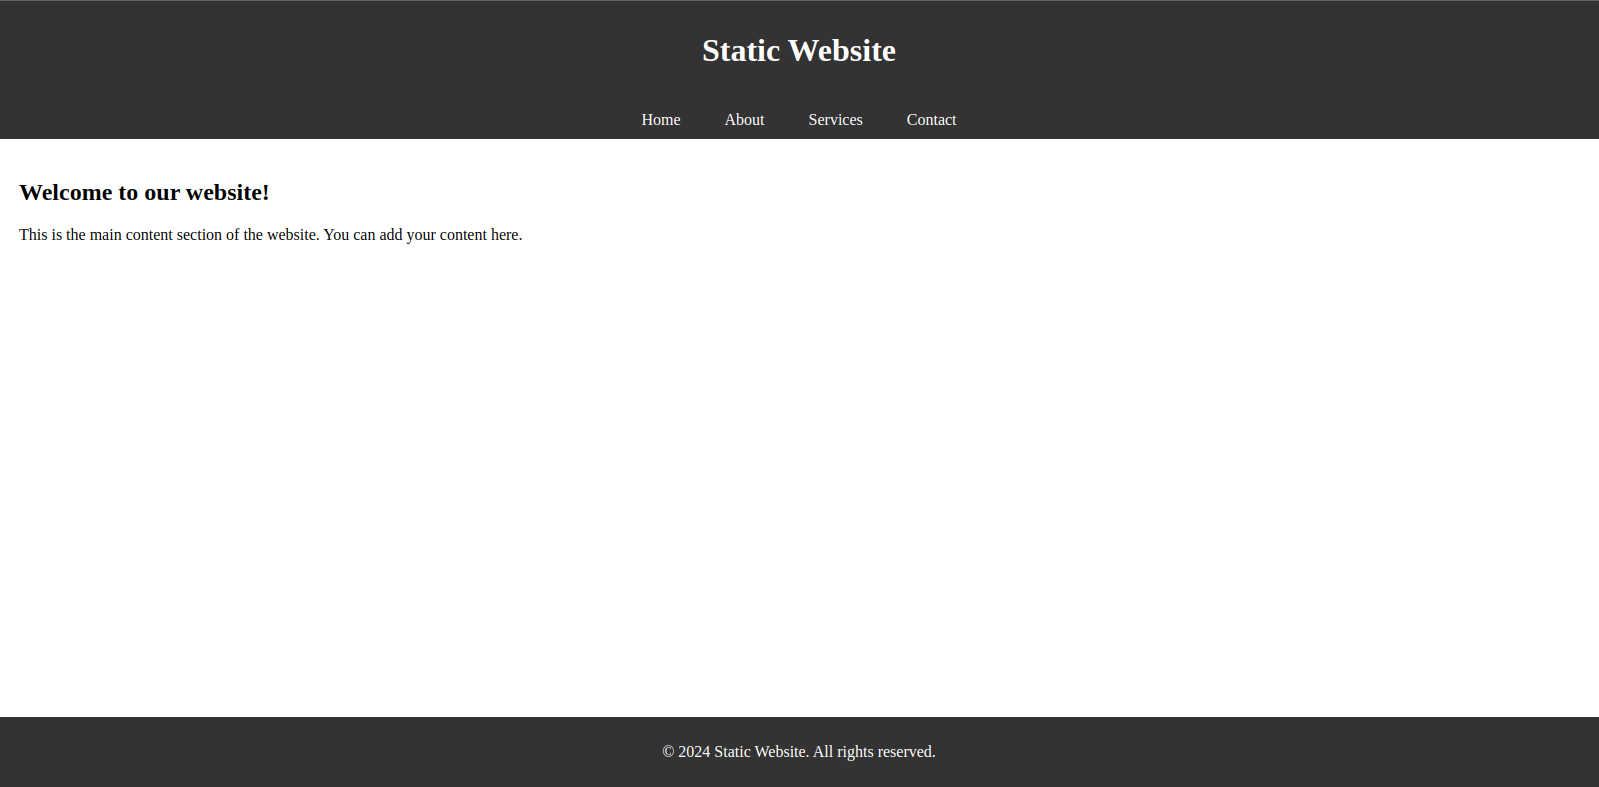 Static Website
Home About Services Contact
Welcome to our website!
This is the main content section of the website. You can add your content here.
© 2024 Static Website. All rights reserved.